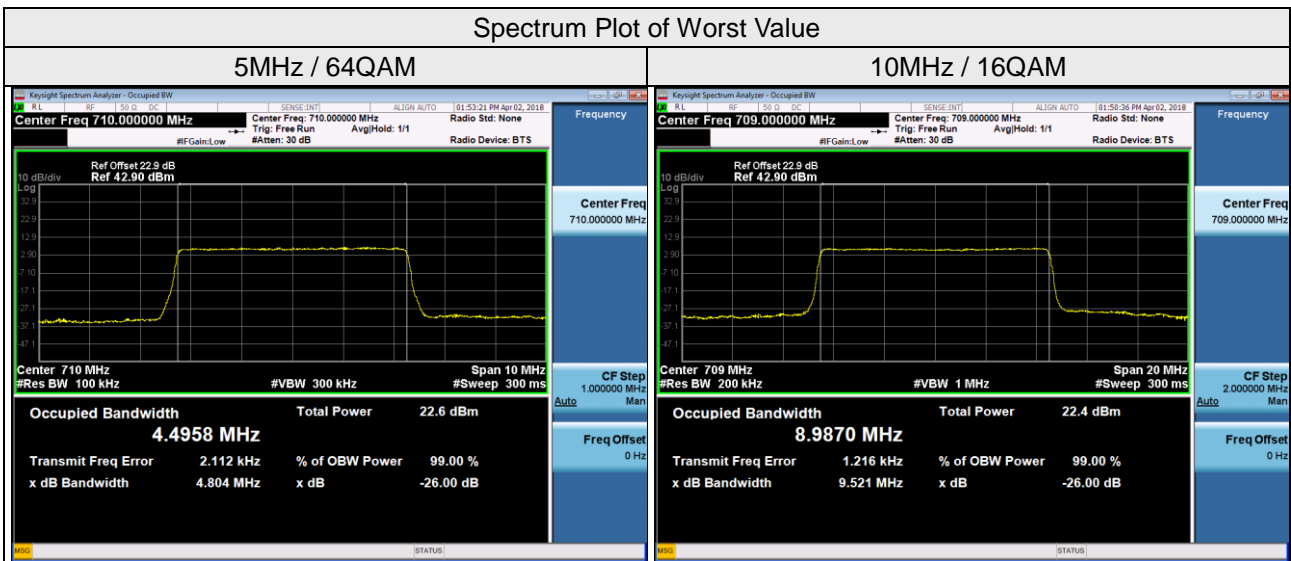 Spectrum Plot of Worst Value
5MHz / 64QAM
10MHz / 16QAM
Keysight Spectrum Analyzer - Occupied BW
RL RF 50 Ω DC SENSE:INT ALIGN AUTO 01:53:21 PM Apr 02, 2018
Center Freq 710.000000 MHz
Center Freq: 710.000000 MHz
Radio Std: None
Trig: Free Run Avg|Hold: 1/1
#IFGain:Low
#Atten: 30 dB
Radio Device: BTS
Ref Offset 22.9 dB
10 dB/div Ref 42.90 dBm
Log
32.9
22.9
12.9
2.90
-7.10
-17.1
-27.1
-37.1
-47.1
Center 710 MHz
Span 10 MHz
#Res BW 100 kHz
#VBW 300 kHz
#Sweep 300 ms
Occupied Bandwidth
Total Power 22.6 dBm
4.4958 MHz
Transmit Freq Error 2.112 kHz % of OBW Power 99.00 %
x dB Bandwidth 4.804 MHz x dB -26.00 dB
MSG
STATUS
Frequency
Center Freq
710.000000 MHz
CF Step
1.000000 MHz
Auto Man
Freq Offset
0 Hz
Keysight Spectrum Analyzer - Occupied BW
RL RF 50 Ω DC SENSE:INT ALIGN AUTO 01:50:36 PM Apr 02, 2018
Center Freq 709.000000 MHz
Center Freq: 709.000000 MHz
Radio Std: None
Trig: Free Run Avg|Hold: 1/1
#IFGain:Low
#Atten: 30 dB
Radio Device: BTS
Ref Offset 22.9 dB
10 dB/div Ref 42.90 dBm
Log
32.9
22.9
12.9
2.90
-7.10
-17.1
-27.1
-37.1
-47.1
Center 709 MHz
Span 20 MHz
#Res BW 200 kHz
#VBW 1 MHz
#Sweep 300 ms
Occupied Bandwidth
Total Power 22.4 dBm
8.9870 MHz
Transmit Freq Error 1.216 kHz % of OBW Power 99.00 %
x dB Bandwidth 9.521 MHz x dB -26.00 dB
MSG
STATUS
Frequency
Center Freq
709.000000 MHz
CF Step
2.000000 MHz
Auto Man
Freq Offset
0 Hz